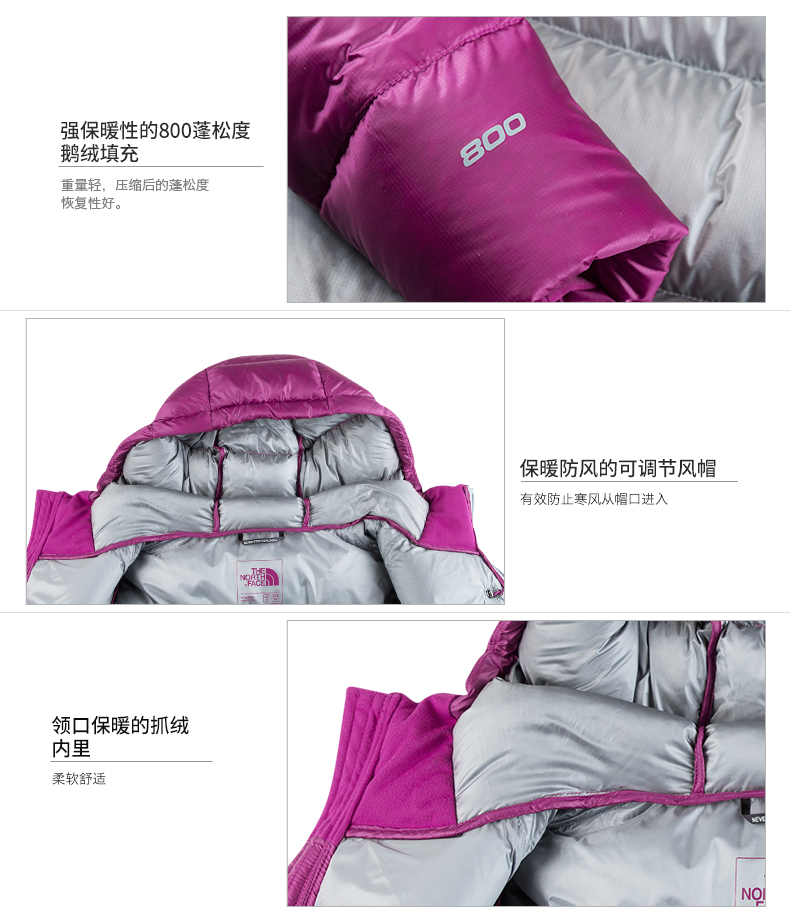 强保暖性的800蓬松度
鹅绒填充
重量轻，压缩后的蓬松度
恢复性好。
800
保暖防风的可调节风帽
有效防止寒风从帽口进入
THE
NORTH
FACE
领口保暖的抓绒
内里
柔软舒适
NEVE
NO